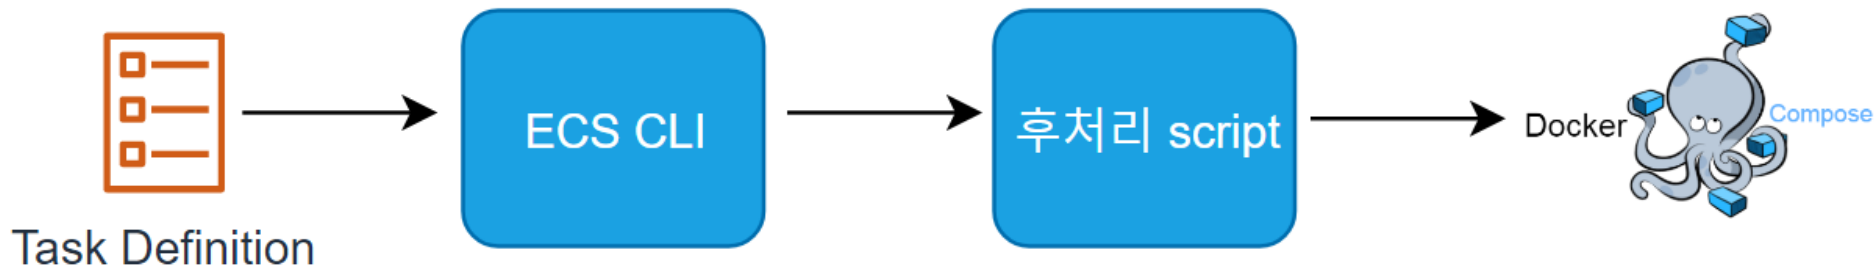 Task Definition
ECS CLI
후처리 script
Docker
Compose